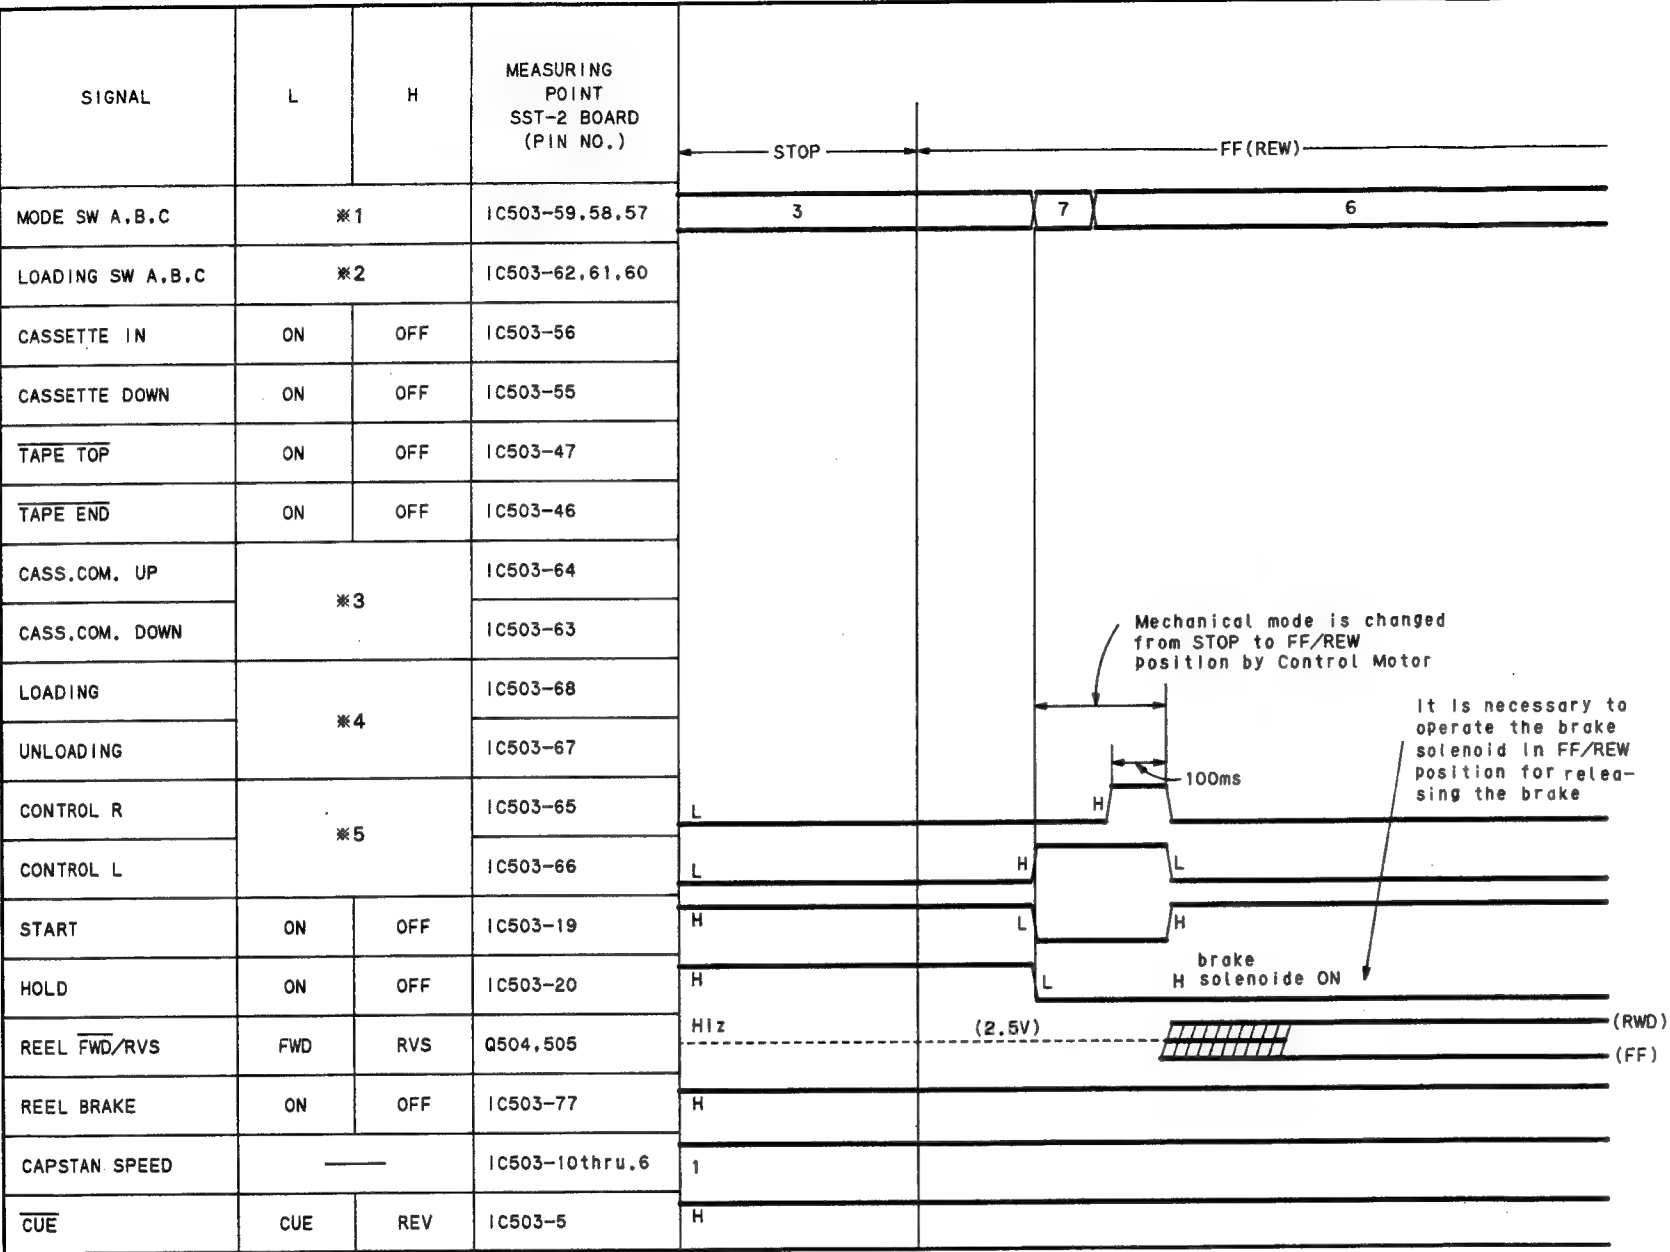 SIGNAL
L
H
MEASURING
POINT
SST-2 BOARD
(PIN NO.)
STOP
FF(REW)
MODE SW A.B.C
※1
IC503-59.58.57
3
7
6
LOADING SW A.B.C
※2
IC503-62.61.60
CASSETTE IN
ON
OFF
IC503-56
CASSETTE DOWN
ON
OFF
IC503-55
TAPE TOP
ON
OFF
IC503-47
TAPE END
ON
OFF
IC503-46
CASS.COM. UP
※3
IC503-64
CASS.COM. DOWN
IC503-63
Mechanical mode is changed
from STOP to FF/REW
position by Control Motor
LOADING
※4
IC503-68
UNLOADING
IC503-67
It is necessary to
operate the brake
solenoid in FF/REW
position for relea-
sing the brake
100ms
CONTROL R
※5
IC503-65
L
H
CONTROL L
IC503-66
L
H
L
START
ON
OFF
IC503-19
H
L
H
HOLD
ON
OFF
IC503-20
H
L
brake
H solenoide ON
REEL FWD/RVS
FWD
RVS
Q504.505
HIz
(2.5V)
(RWD)
(FF)
REEL BRAKE
ON
OFF
IC503-77
H
CAPSTAN SPEED
IC503-10thru.6
1
CUE
CUE
REV
IC503-5
H